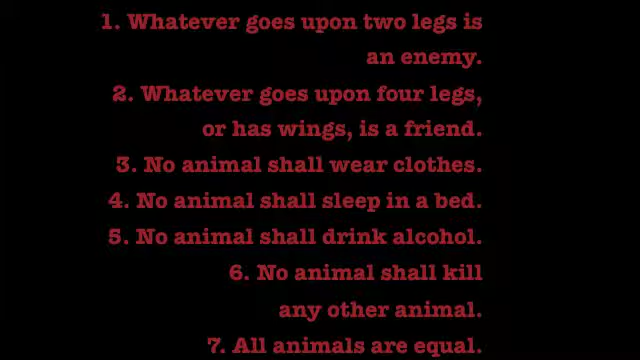 1. Whatever goes upon two legs is
an enemy.
2. Whatever goes upon four legs,
or has wings, is a friend.
3. No animal shall wear clothes.
4. No animal shall sleep in a bed.
5. No animal shall drink alcohol.
6. No animal shall kill
any other animal.
7. All animals are equal.